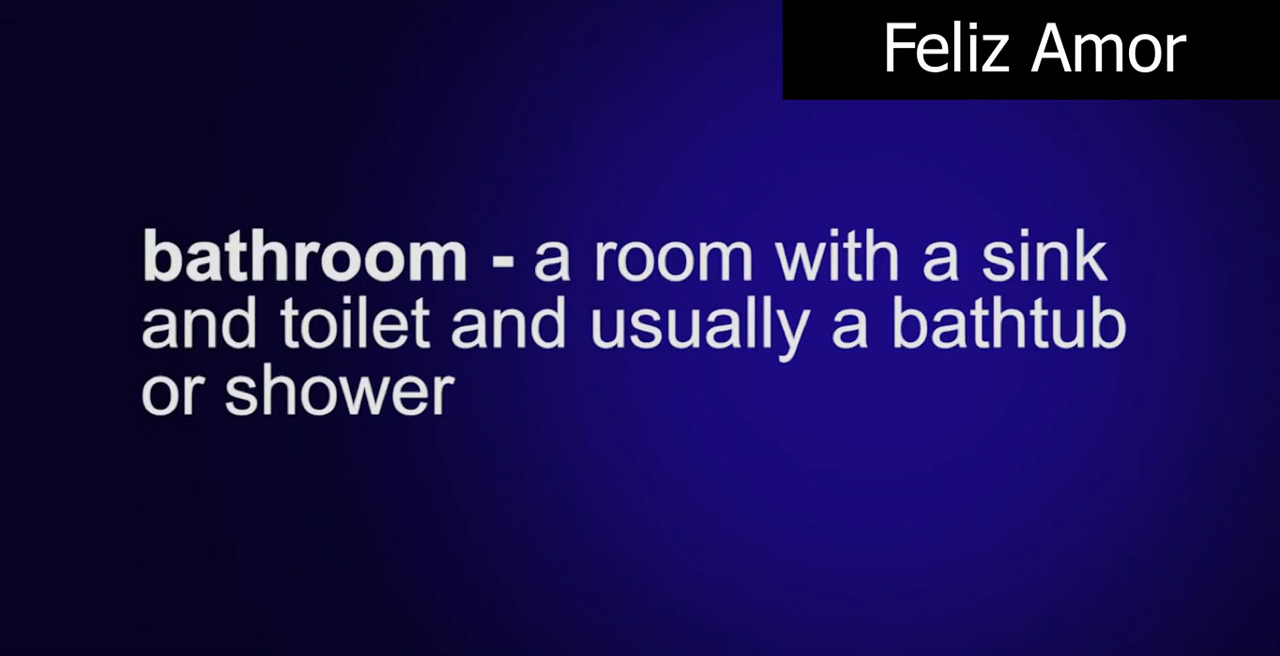 Feliz Amor
bathroom - a room with a sink
and toilet and usually a bathtub
or shower